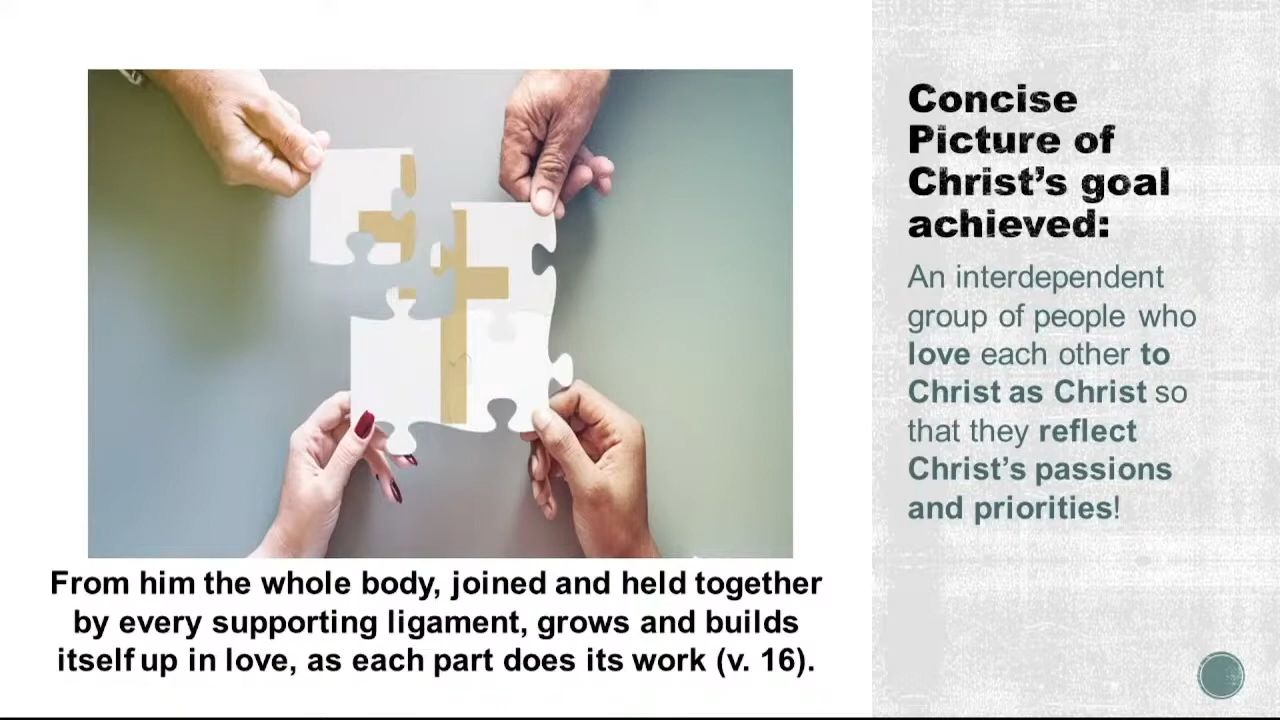 Concise
Picture of
Christ's goal
achieved:
An interdependent
group of people who
love each other to
Christ as Christ so
that they reflect
Christ's passions
and priorities!
From him the whole body, joined and held together
by every supporting ligament, grows and builds
itself up in love, as each part does its work (v. 16).